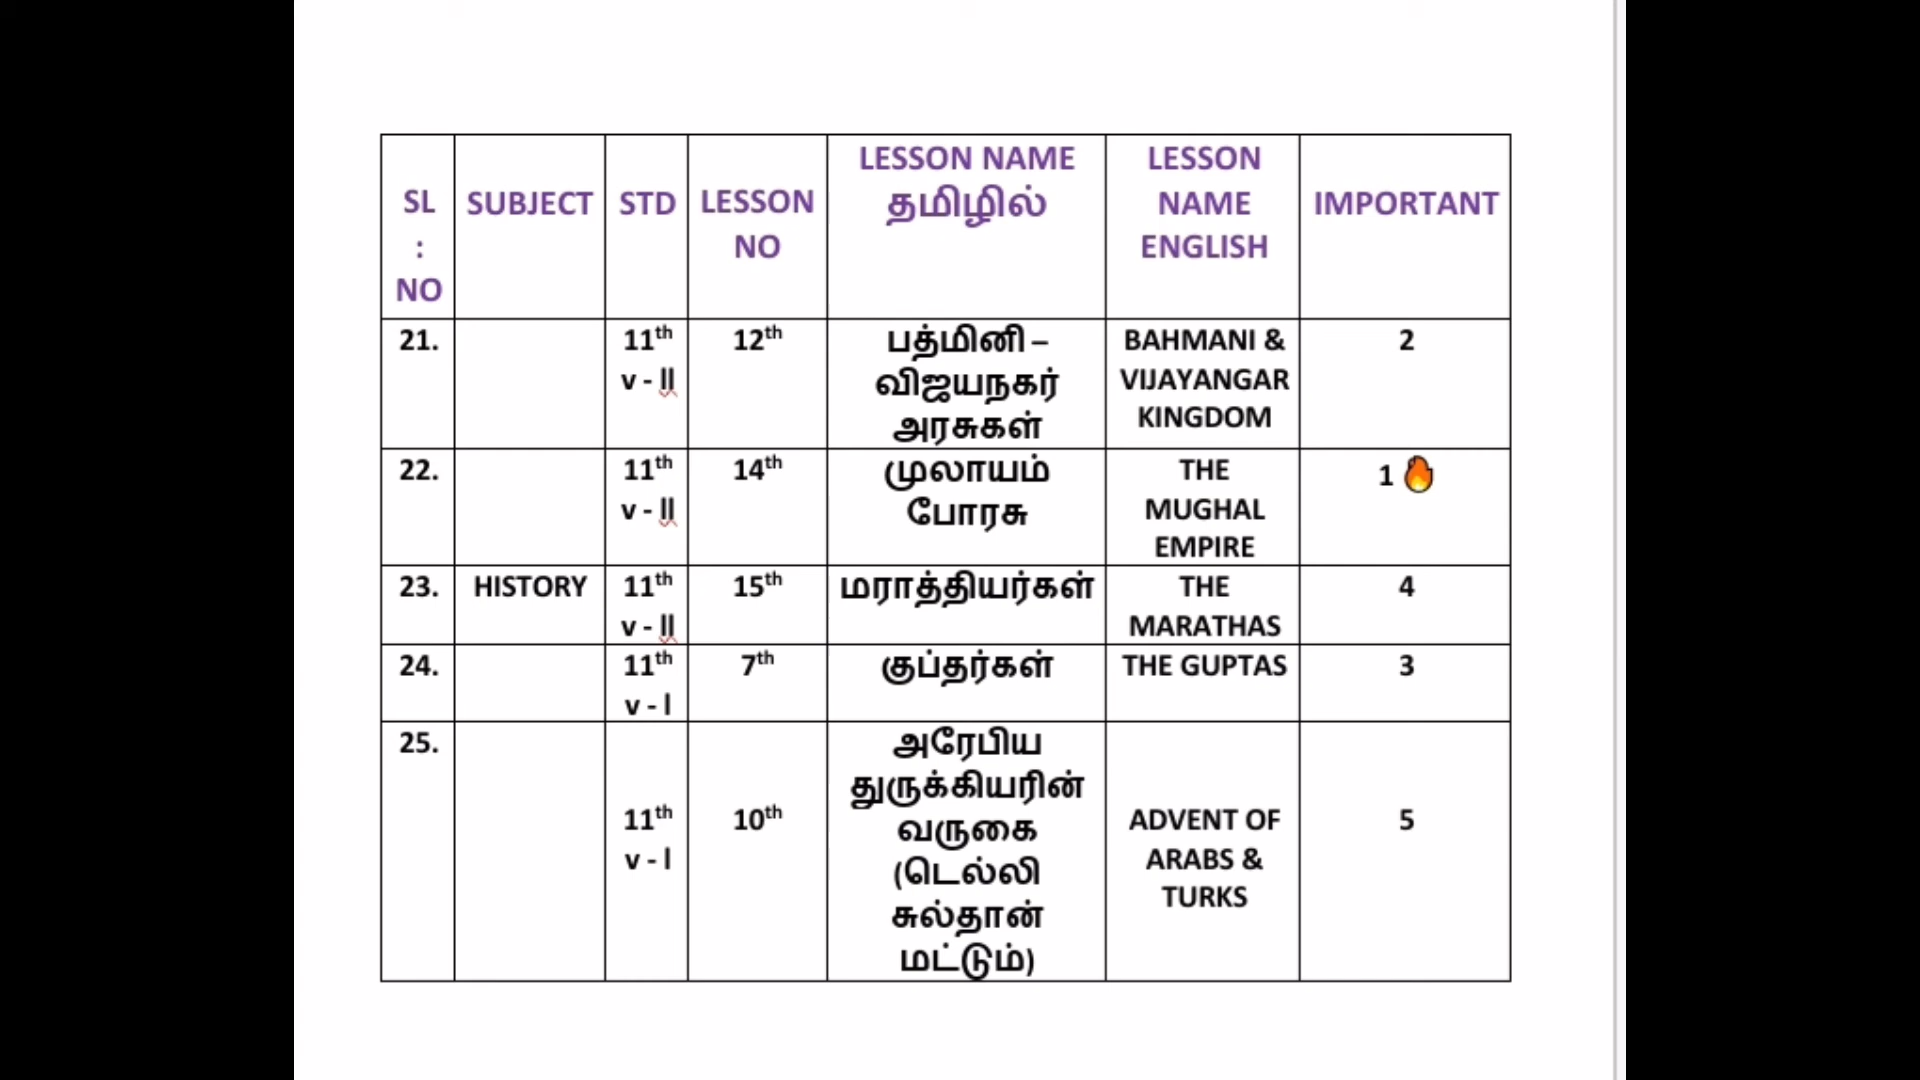 SL : NO SUBJECT STD LESSON NO LESSON NAME தமிழில் LESSON NAME ENGLISH IMPORTANT
21. 11th v - II 12th பத்மினி – விஜயநகர் அரசுகள் BAHMANI & VIJAYANGAR KINGDOM 2
22. 11th v - II 14th முலாயம் போரசு THE MUGHAL EMPIRE 1 🔥
23. HISTORY 11th v - II 15th மராத்தியர்கள் THE MARATHAS 4
24. 11th v - I 7th குப்தர்கள் THE GUPTAS 3
25. 11th v - I 10th அரேபிய துருக்கியரின் வருகை (டெல்லி சுல்தான் மட்டும்) ADVENT OF ARABS & TURKS 5